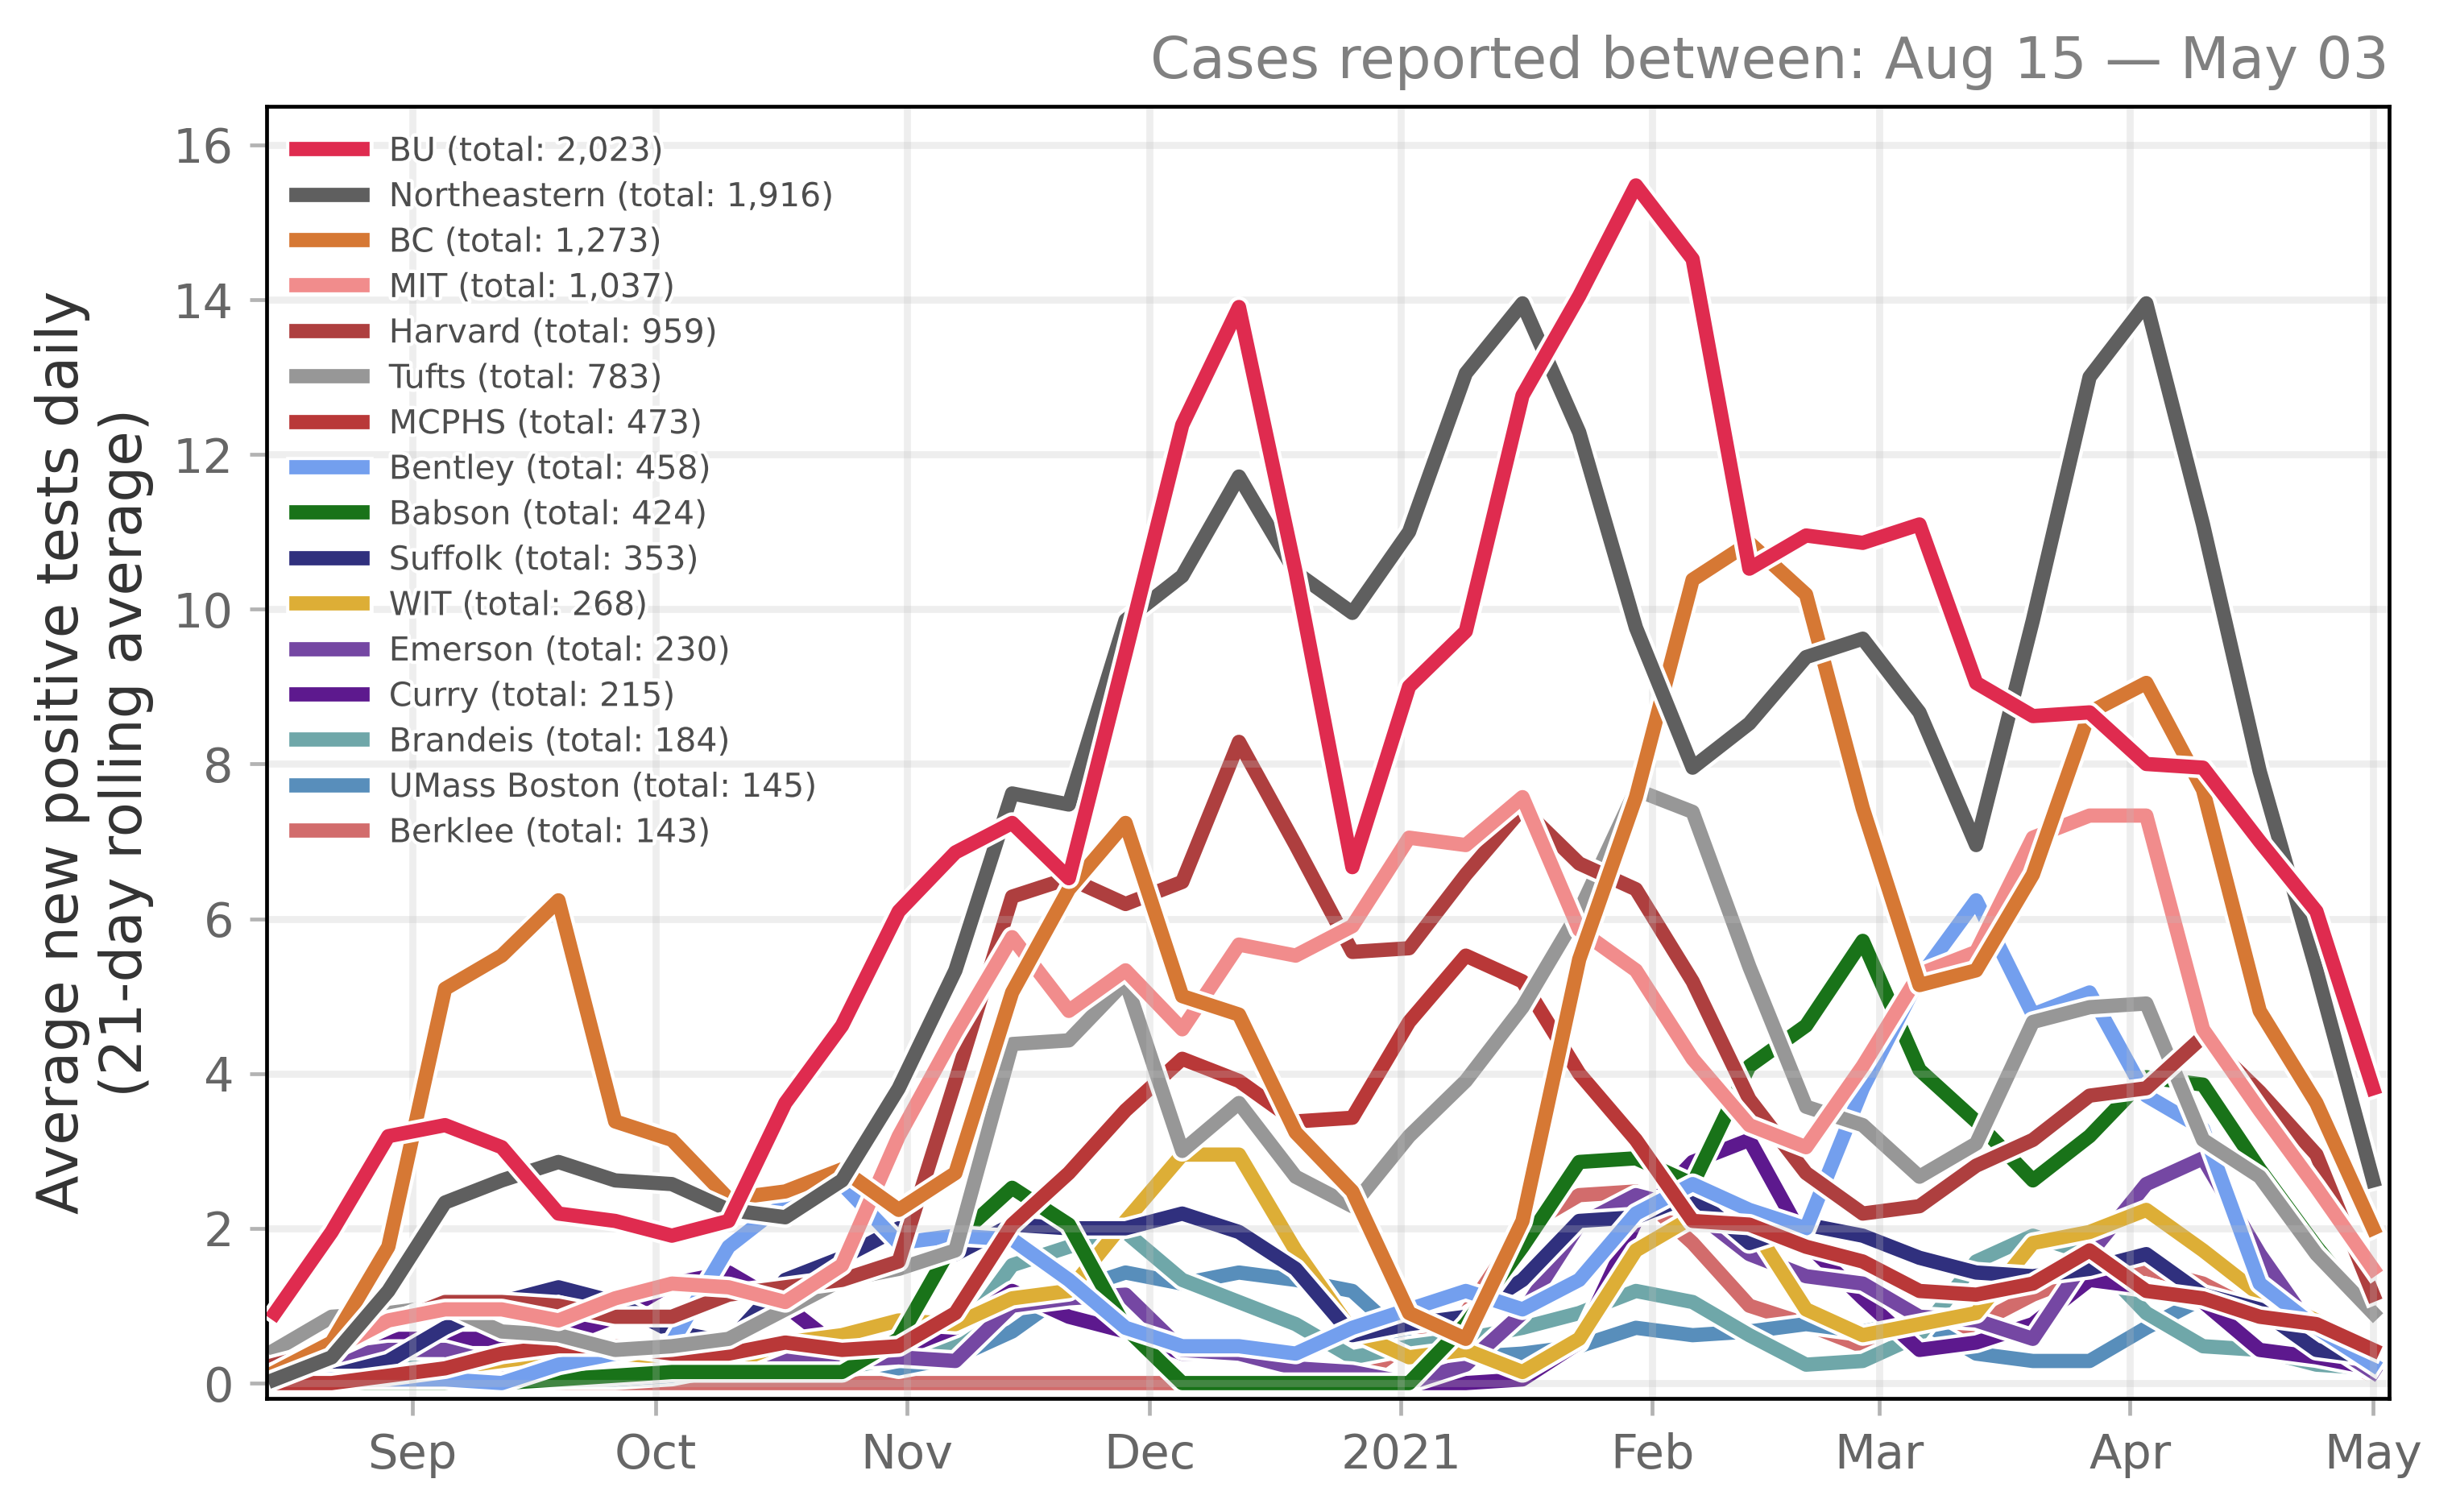 Cases reported between: Aug 15 — May 03
Average new positive tests daily
(21-day rolling average)
16
14
12
10
8
6
4
2
0
BU (total: 2,023)
Northeastern (total: 1,916)
BC (total: 1,273)
MIT (total: 1,037)
Harvard (total: 959)
Tufts (total: 783)
MCPHS (total: 473)
Bentley (total: 458)
Babson (total: 424)
Suffolk (total: 353)
WIT (total: 268)
Emerson (total: 230)
Curry (total: 215)
Brandeis (total: 184)
UMass Boston (total: 145)
Berklee (total: 143)
Sep Oct Nov Dec 2021 Feb Mar Apr May